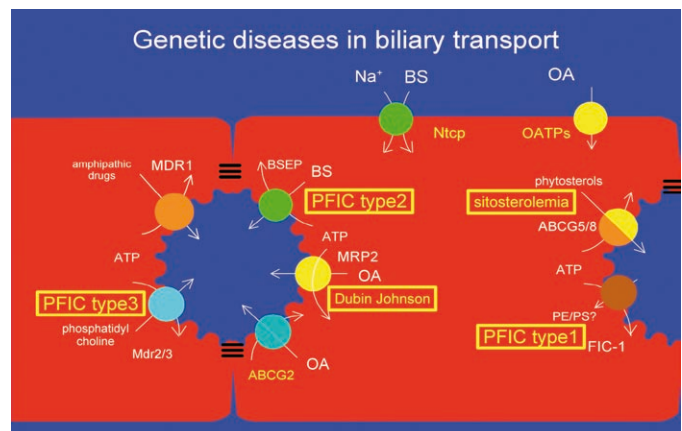 Genetic diseases in biliary transport
Na⁺ BS
OA
Ntcp
OATPs
amphipathic
drugs
MDR1
BSEP
BS
PFIC type2
phytosterols
sitosterolemia
ABCG5/8
ATP
ATP
MRP2
OA
ATP
Dubin Johnson
PFIC type3
phosphatidyl
choline
Mdr2/3
ABCG2
OA
PE/PS?
PFIC type1
FIC-1